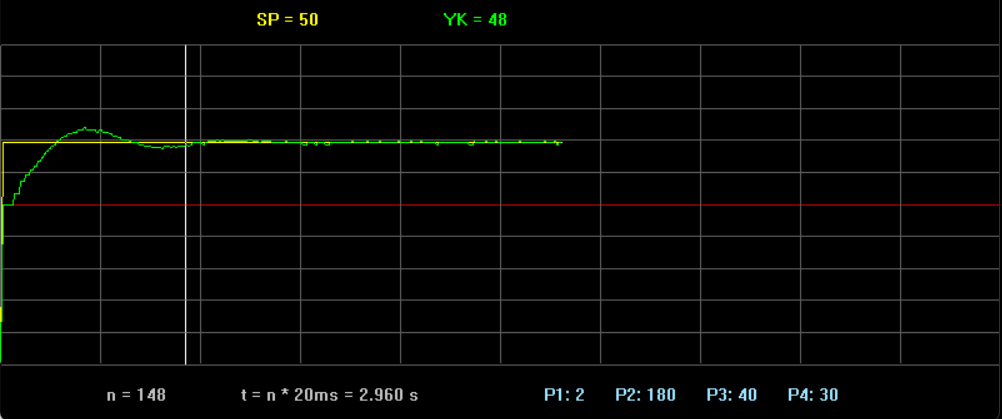 SP = 50 YK = 48
n = 148 t = n * 20ms = 2.960 s P1: 2 P2: 180 P3: 40 P4: 30